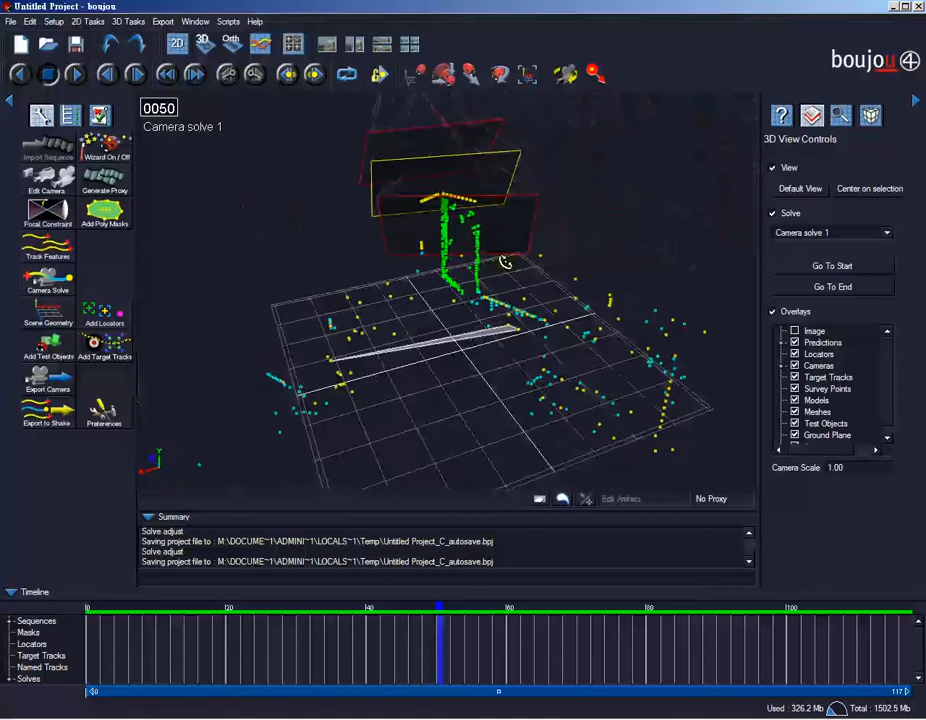 Untitled Project - boujou
File Edit Setup 2D Tasks 3D Tasks Export Window Scripts Help
2D 3D Orth
boujou 4
0050
Camera solve 1
Import Sequence Wizard On / Off
Edit Camera Generate Proxy
Focal Constraint Add Poly Masks
Track Features
Camera Solve
Scene Geometry Add Locators
Add Test Objects Add Target Tracks
Export Camera
Export to Shake Preferences
3D View Controls
View
Default View Center on selection
Solve
Camera solve 1
Go To Start
Go To End
Overlays
Image
Predictions
Locators
Cameras
Target Tracks
Survey Points
Models
Meshes
Test Objects
Ground Plane
Camera Scale 1.00
Edit Artifact No Proxy
Summary
Solve adjust
Saving project file to : M:\DOCUME~1\ADMINI~1\LOCALS~1\Temp\Untitled Project_C_autosave.bpj
Solve adjust
Saving project file to : M:\DOCUME~1\ADMINI~1\LOCALS~1\Temp\Untitled Project_C_autosave.bpj
Timeline
0 20 40 60 80 100
Sequences
Masks
Locators
Target Tracks
Named Tracks
Solves
0 117
Used : 326.2 Mb Total : 1502.5 Mb